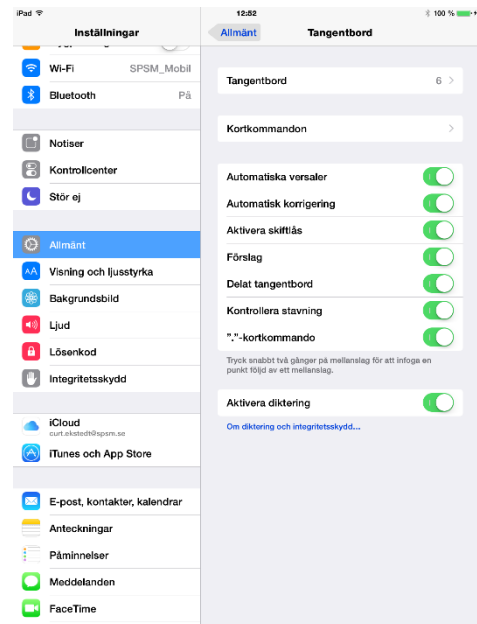 iPad 12:52 100 %
Inställningar
Wi-Fi SPSM_Mobil
Bluetooth På
Notiser
Kontrollcenter
Stör ej
Allmänt
Visning och ljusstyrka
Bakgrundsbild
Ljud
Lösenkod
Integritetsskydd
iCloud
curt.ekstedt@spsm.se
iTunes och App Store
E-post, kontakter, kalendrar
Anteckningar
Påminnelser
Meddelanden
FaceTime
Allmänt Tangentbord
Tangentbord 6
Kortkommandon
Automatiska versaler
Automatisk korrigering
Aktivera skiftlås
Förslag
Delat tangentbord
Kontrollera stavning
"."-kortkommando
Tryck snabbt två gånger på mellanslag för att infoga en
punkt följd av ett mellanslag.
Aktivera diktering
Om diktering och integritetsskydd...